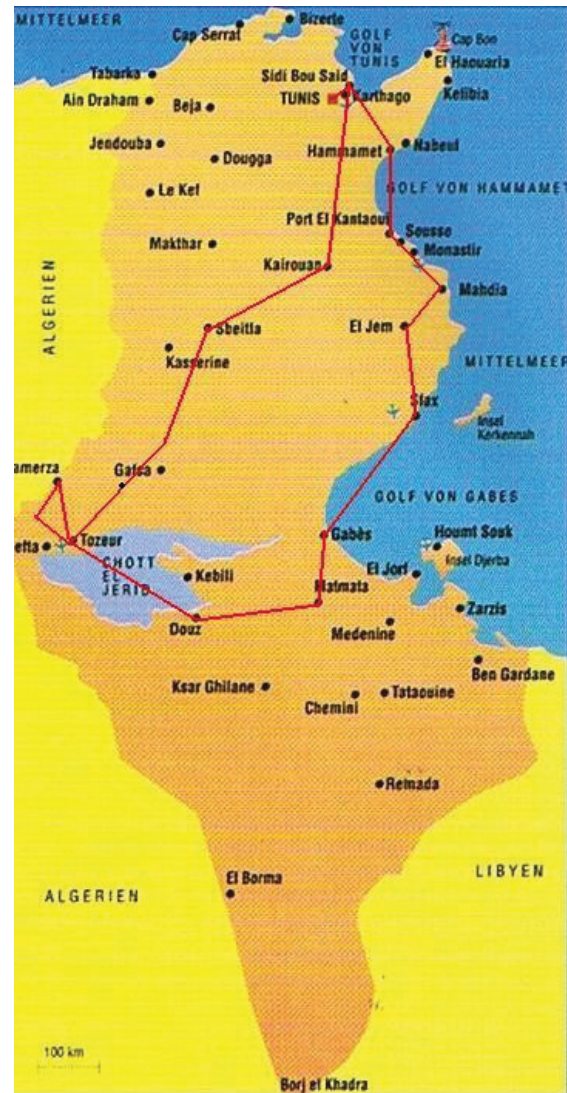 MITTELMEER
Bizerte
Cap Serrat
GOLF
VON
TUNIS
Cap Bon
El Haouaria
Tabarka
Sidi Bou Said
Kelibia
Ain Draham
Beja
TUNIS
Karthago
Jendouba
Dougga
Hammamet
Nabeul
Le Kef
GOLF VON HAMMAMET
Port El Kantaoui
Sousse
Makthar
Monastir
Kairouan
Mahdia
ALGERIEN
Sbeitla
El Jem
Kasserine
MITTELMEER
Sfax
Insel
Kerkennah
amerza
Gafsa
GOLF VON GABES
Gabès
Houmt Souk
efta
Tozeur
CHOTT
EL
JERID
Kebili
El Jorf
Insel Djerba
Matmata
Zarzis
Douz
Medenine
Ben Gardane
Ksar Ghilane
Chemini
Tataouine
Remada
El Borma
LIBYEN
ALGERIEN
100 km
Borj el Khadra